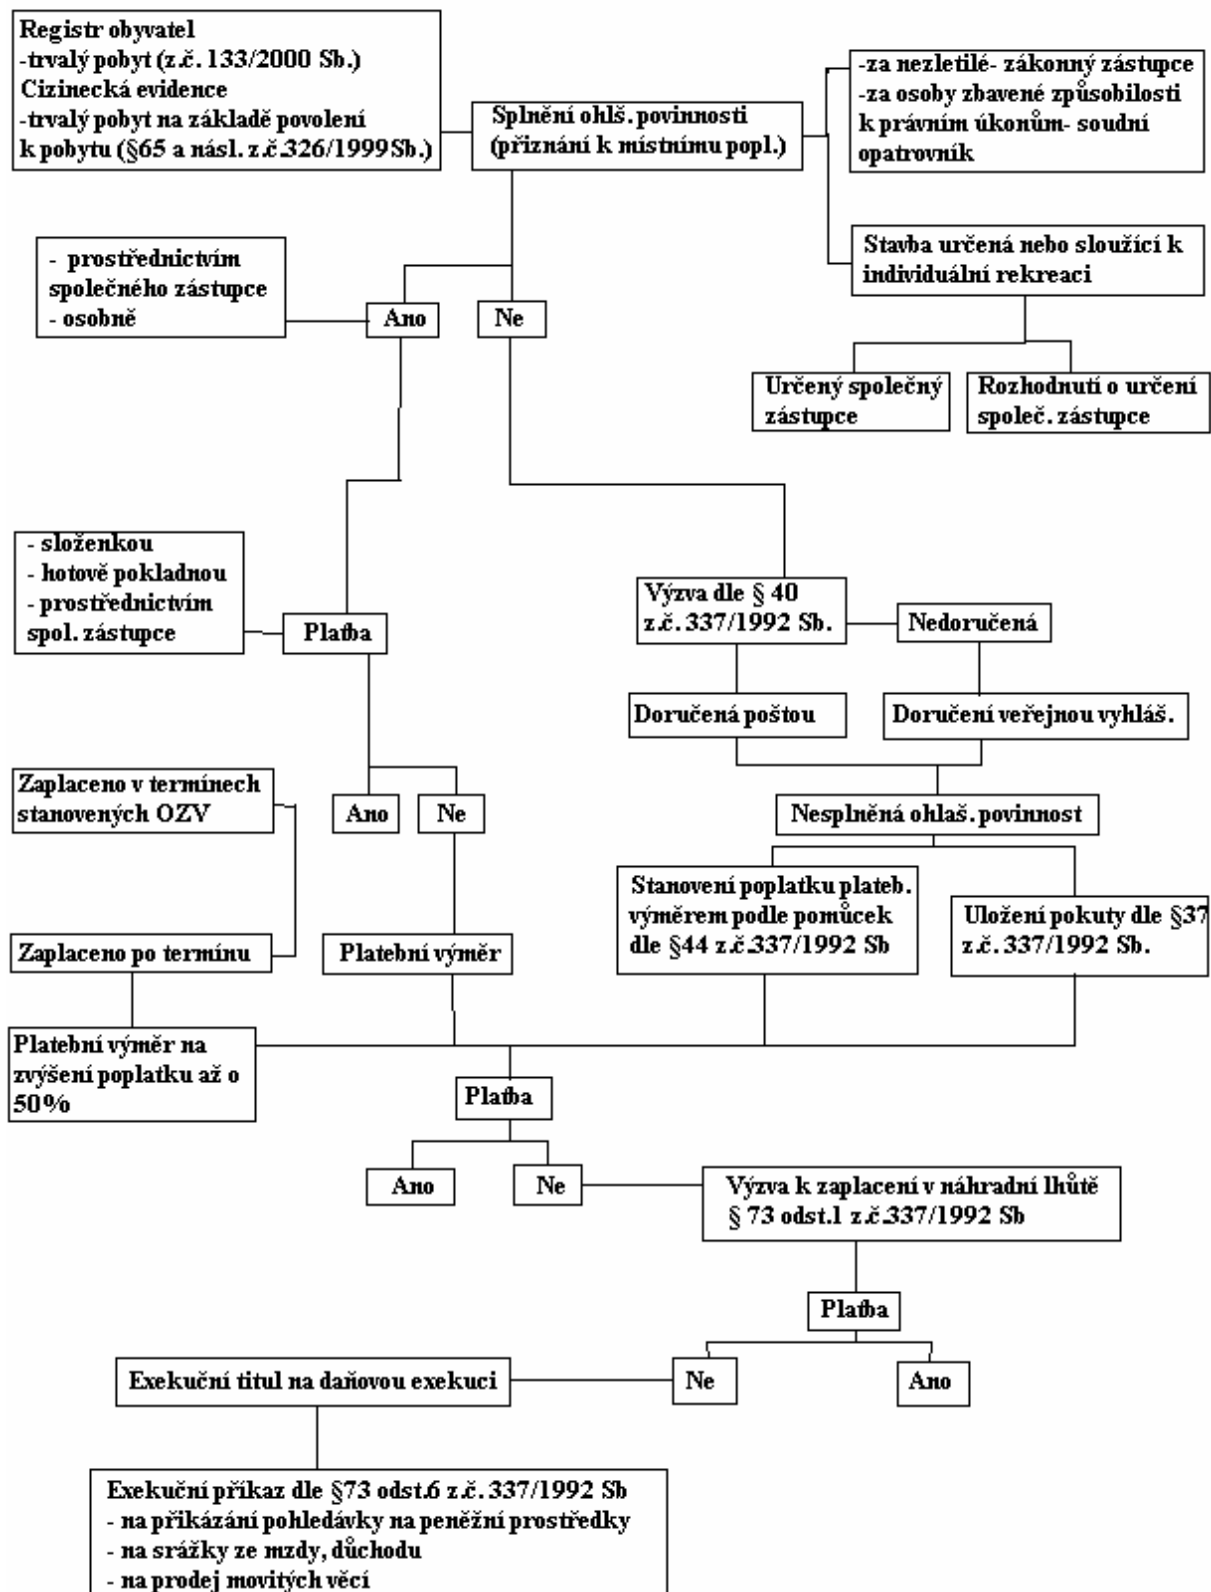 Registr obyvatel
-trvalý pobyt (z.č. 133/2000 Sb.)
Cizinecká evidence
-trvalý pobyt na základě povolení
k pobytu (§65 a násl. z.č.326/1999Sb.)
Splnění ohlš. povinnosti
(přiznání k místnímu popl.)
-za nezletilé- zákonný zástupce
-za osoby zbavené způsobilosti
k právním úkonům- soudní
opatrovník
- prostřednictvím
společného zástupce
- osobně
Ano
Ne
Stavba určená nebo sloužící k
individuální rekreaci
Určený společný
zástupce
Rozhodnutí o určení
společ. zástupce
- složenkou
- hotově pokladnou
- prostřednictvím
spol. zástupce
Platba
Výzva dle § 40
z.č. 337/1992 Sb.
Nedoručená
Doručená poštou
Doručení veřejnou vyhláš.
Zaplaceno v termínech
stanovených OZV
Ano
Ne
Nesplněná ohlaš. povinnost
Stanovení poplatku plateb.
výměrem podle pomůcek
dle §44 z.č.337/1992 Sb
Uložení pokuty dle §37
z.č. 337/1992 Sb.
Zaplaceno po termínu
Platební výměr
Platební výměr na
zvýšení poplatku až o
50%
Platba
Ano
Ne
Výzva k zaplacení v náhradní lhůtě
§ 73 odst.1 z.č.337/1992 Sb
Platba
Exekuční titul na daňovou exekuci
Ne
Ano
Exekuční příkaz dle §73 odst.6 z.č. 337/1992 Sb
- na přikázání pohledávky na peněžní prostředky
- na srážky ze mzdy, důchodu
- na prodej movitých věcí